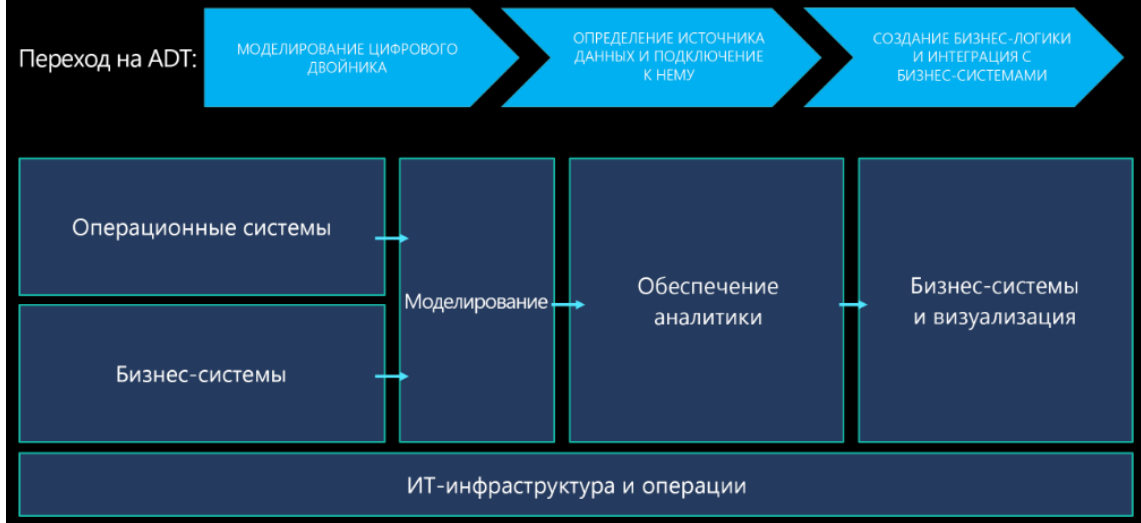 Переход на ADT:
МОДЕЛИРОВАНИЕ ЦИФРОВОГО
ДВОЙНИКА
ОПРЕДЕЛЕНИЕ ИСТОЧНИКА
ДАННЫХ И ПОДКЛЮЧЕНИЕ
К НЕМУ
СОЗДАНИЕ БИЗНЕС-ЛОГИКИ
И ИНТЕГРАЦИЯ С
БИЗНЕС-СИСТЕМАМИ
Операционные системы
Бизнес-системы
Моделирование
Обеспечение
аналитики
Бизнес-системы
и визуализация
ИТ-инфраструктура и операции